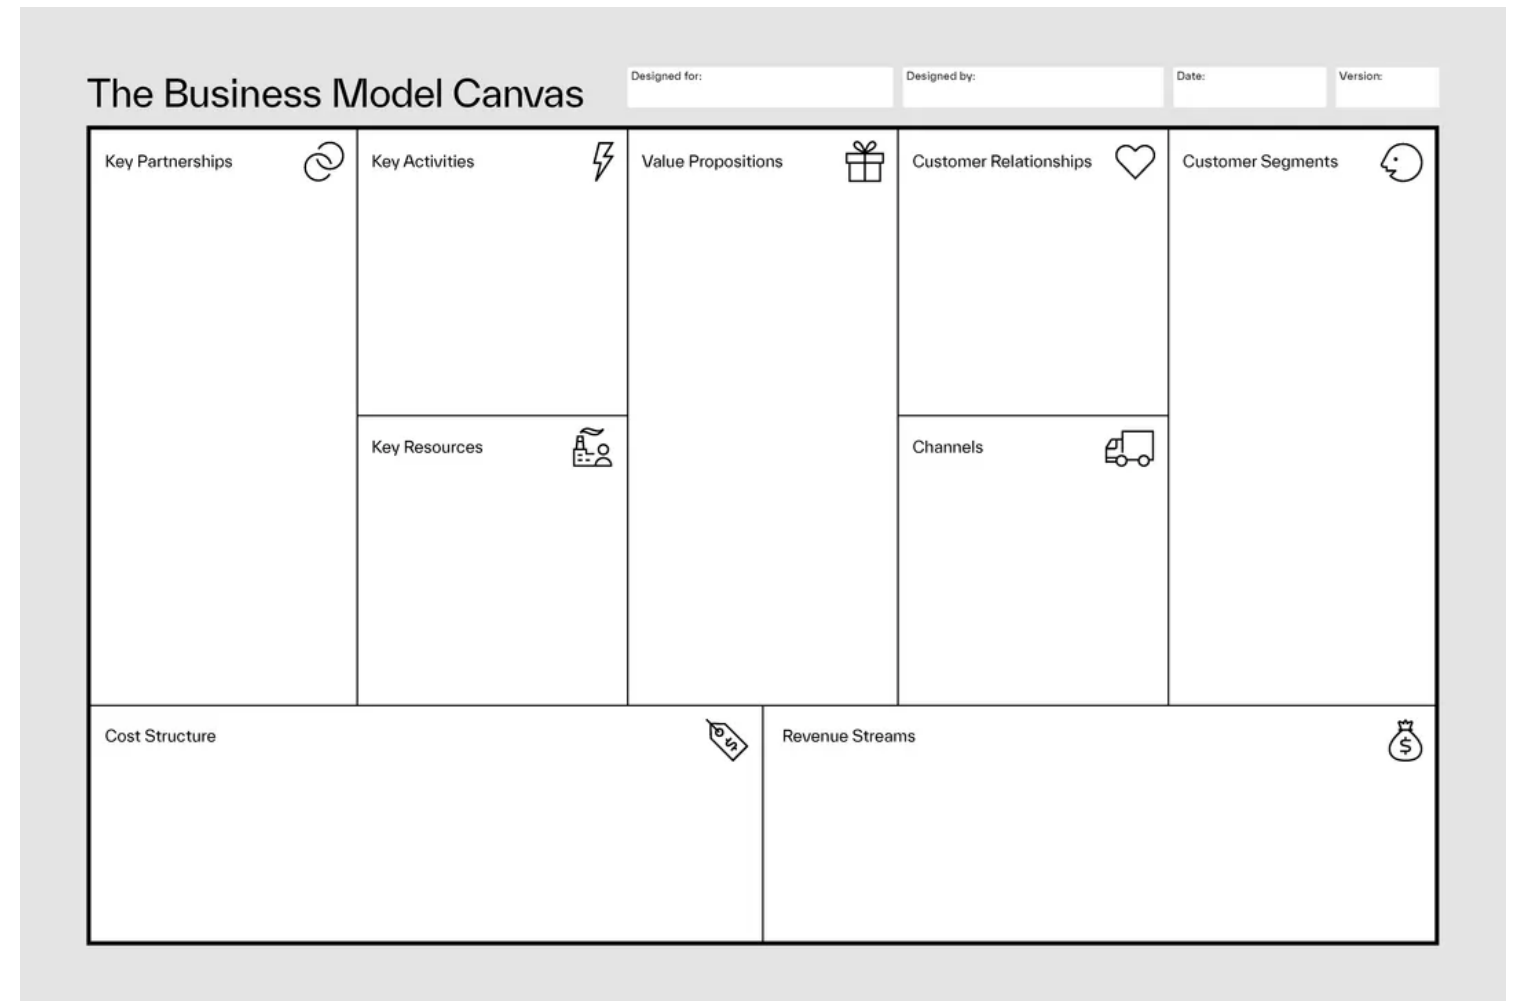 The Business Model Canvas
Designed for:
Designed by:
Date:
Version:
Key Partnerships
Key Activities
Value Propositions
Customer Relationships
Customer Segments
Key Resources
Channels
Cost Structure
$
Revenue Streams
$